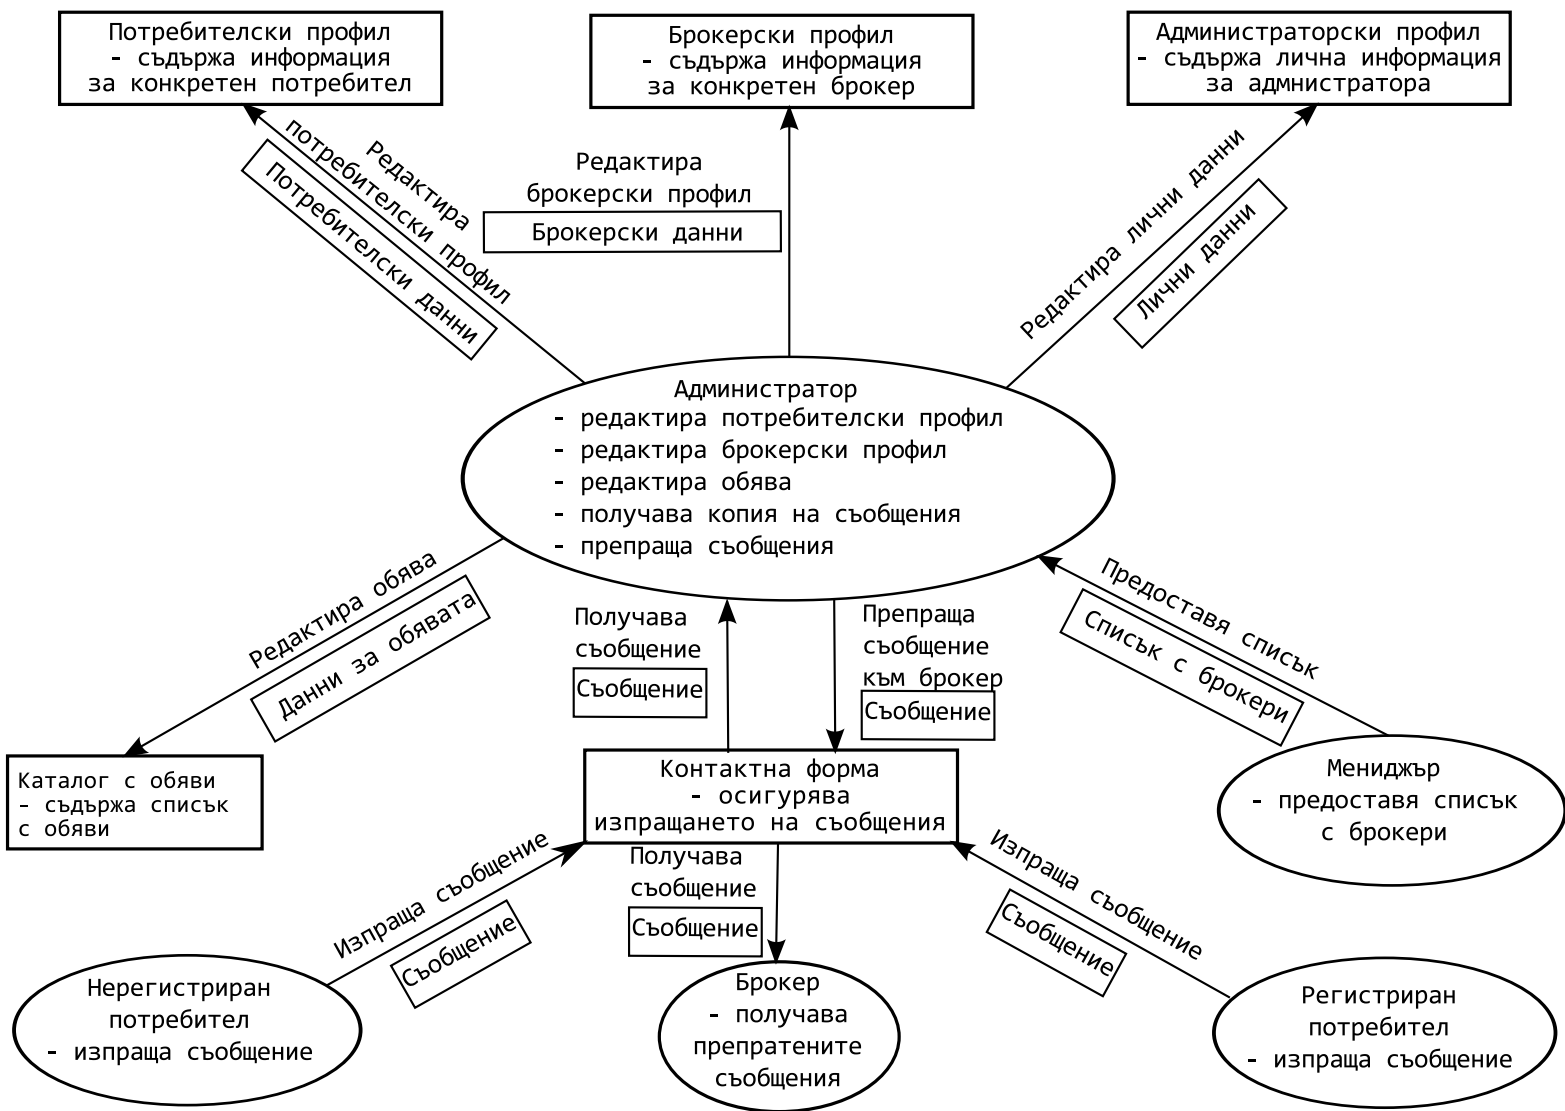 Потребителски профил
- съдържа информация
за конкретен потребител
Брокерски профил
- съдържа информация
за конкретен брокер
Администраторски профил
- съдържа лична информация
за адмнистратора
Редактира
потребителски профил
Потребителски данни
Редактира
брокерски профил
Брокерски данни
Редактира лични данни
Лични данни
Администратор
- редактира потребителски профил
- редактира брокерски профил
- редактира обява
- получава копия на съобщения
- препраща съобщения
Редактира обява
Данни за обявата
Получава
съобщение
Съобщение
Препраща
съобщение
към брокер
Съобщение
Предоставя списък
Списък с брокери
Каталог с обяви
- съдържа списък
с обяви
Контактна форма
- осигурява
изпращането на съобщения
Мениджър
- предоставя списък
с брокери
Изпраща съобщение
Съобщение
Получава
съобщение
Съобщение
Изпраща съобщение
Съобщение
Нерегистриран
потребител
- изпраща съобщение
Брокер
- получава
препратените
съобщения
Регистриран
потребител
- изпраща съобщение